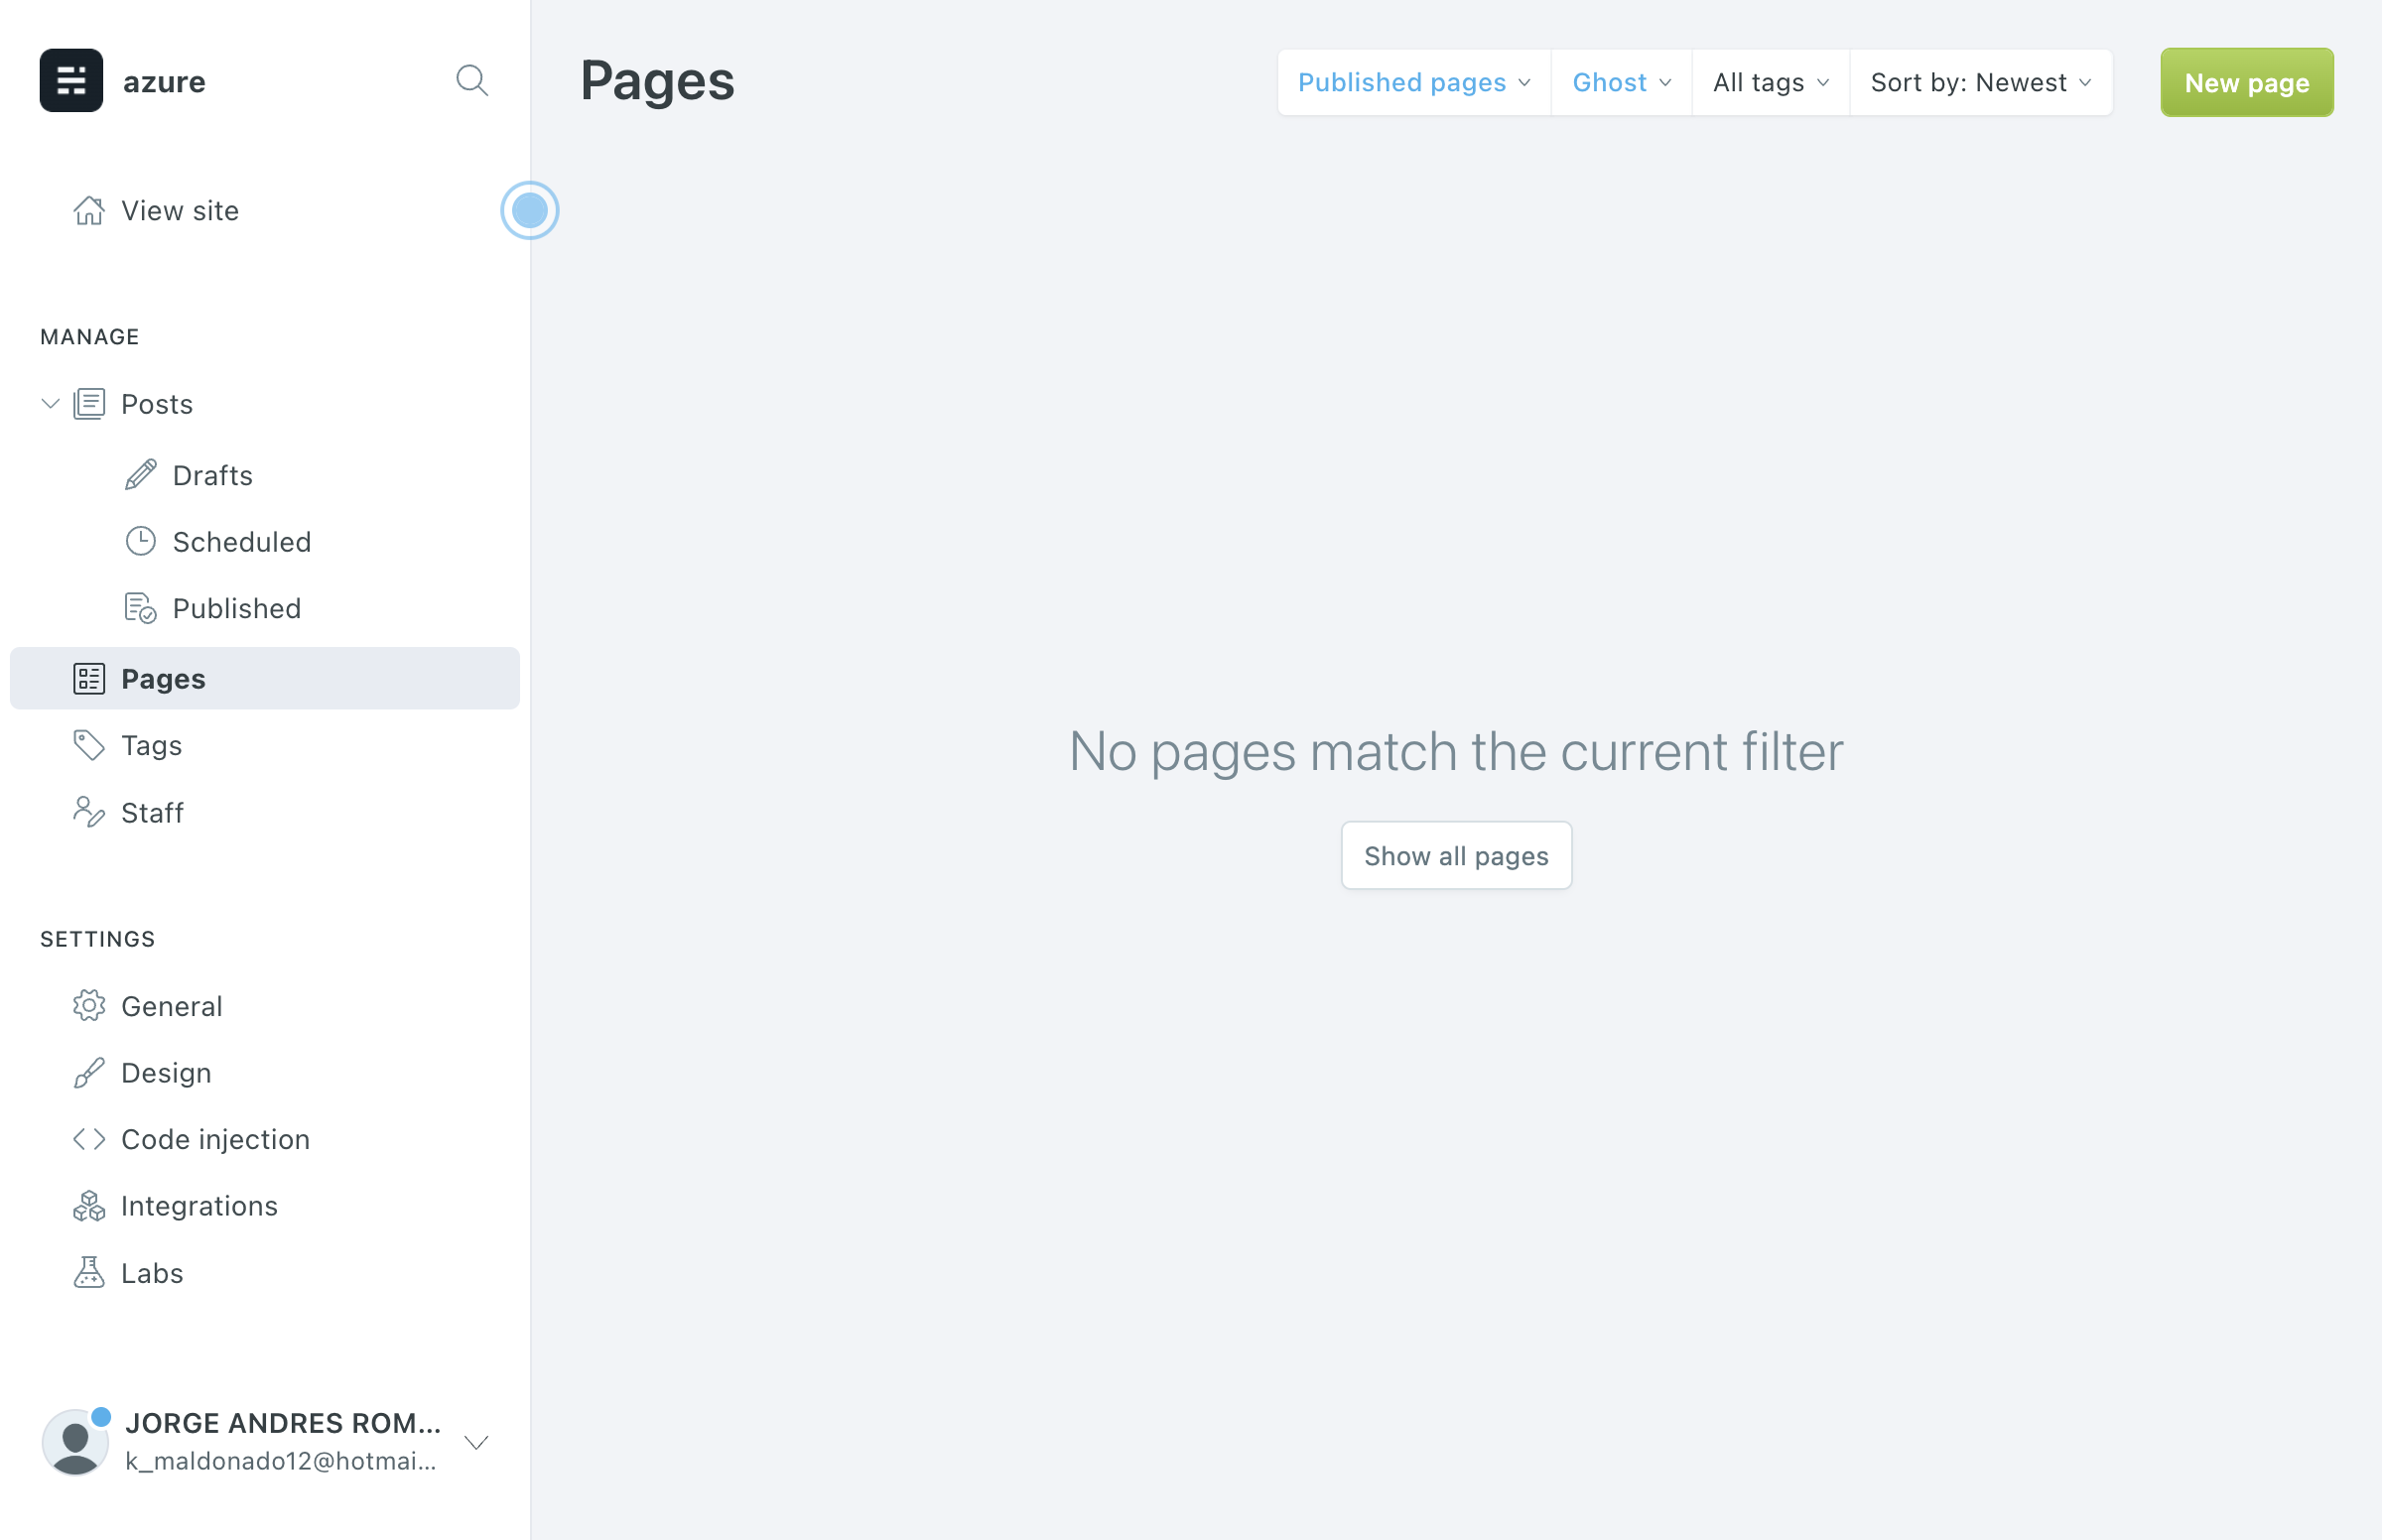 azure
Pages
Published pages
Ghost
All tags
Sort by: Newest
New page
View site
MANAGE
Posts
Drafts
Scheduled
Published
Pages
Tags
Staff
No pages match the current filter
Show all pages
SETTINGS
General
Design
Code injection
Integrations
Labs
JORGE ANDRES ROM...
k_maldonado12@hotmai...